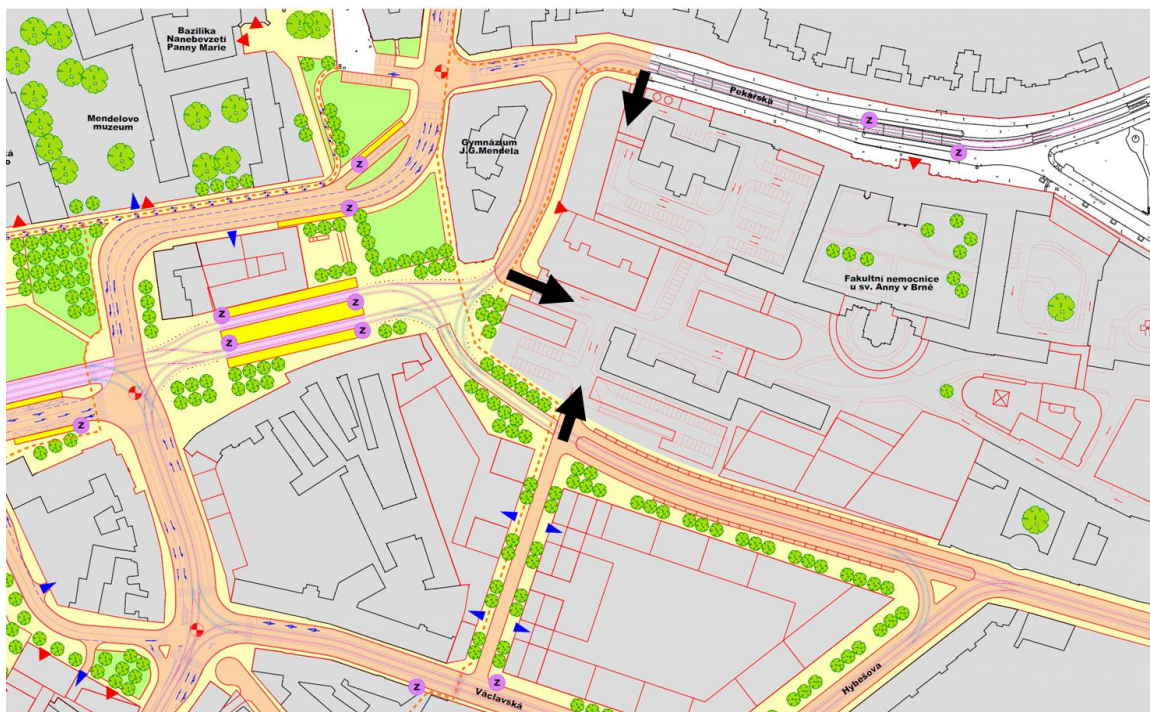 Bazilika
Nanebevzetí
Panny Marie
Mendelovo
muzeum
Gymnázium
J.G.Mendela
Pekařská
Fakultní nemocnice
u sv. Anny v Brně
Z
Z
Z
Z
Z
Z
Z
Z
Z
Z
Z
Václavská
Hybešova